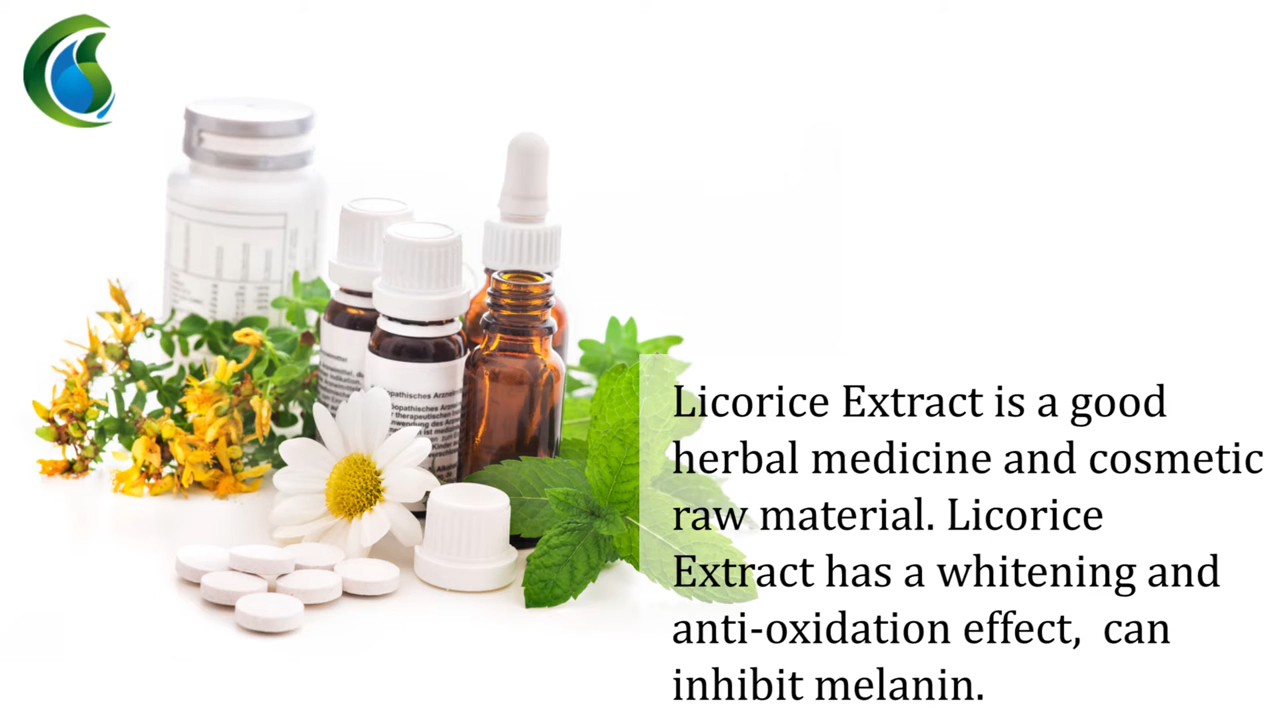 Licorice Extract is a good
herbal medicine and cosmetic
raw material. Licorice
Extract has a whitening and
anti-oxidation effect,  can
inhibit melanin.